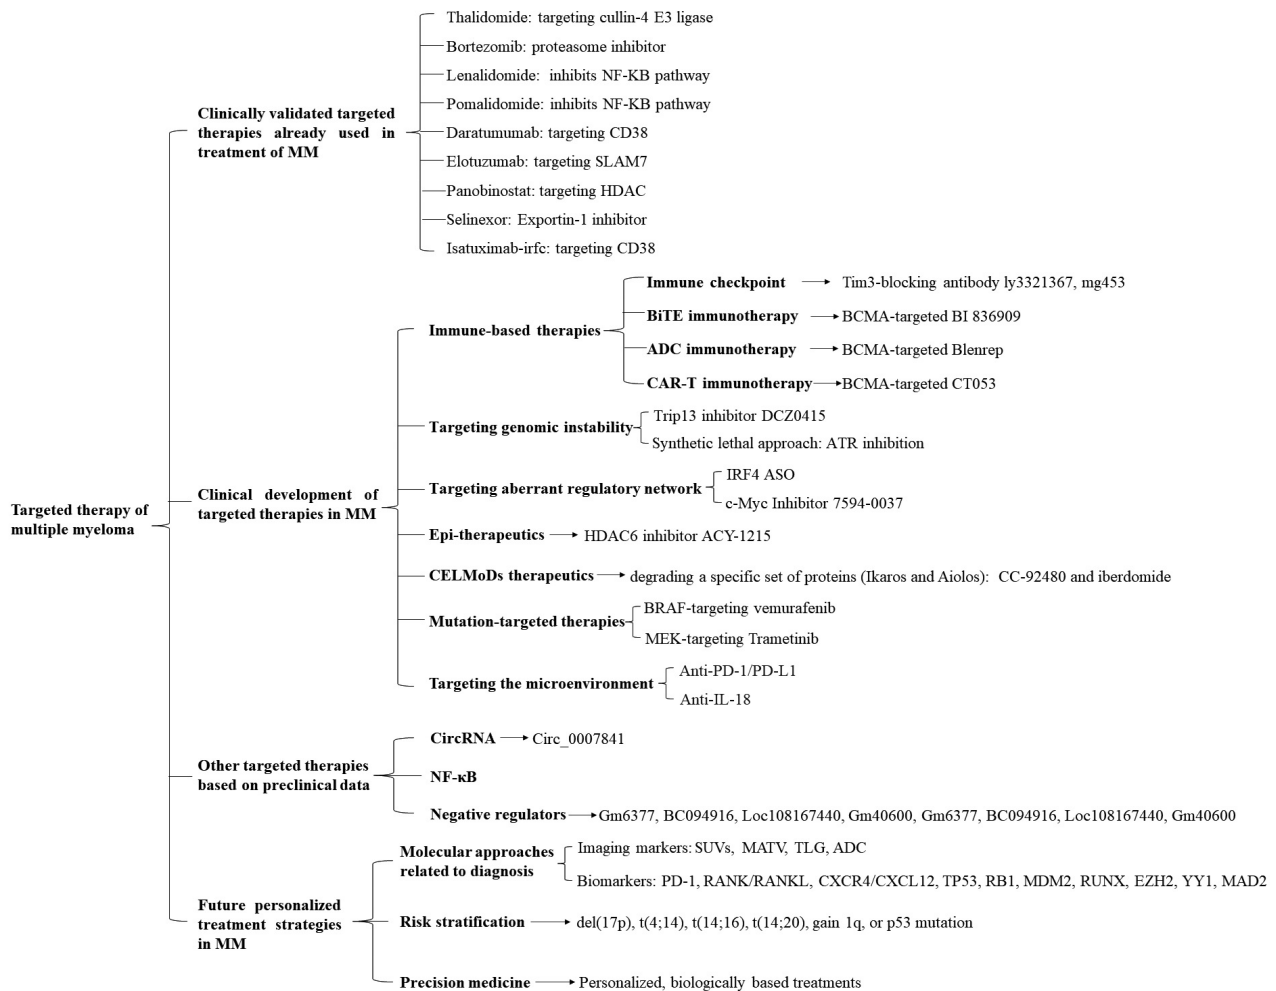 Targeted therapy of
multiple myeloma
Clinically validated targeted
therapies already used in
treatment of MM
Thalidomide: targeting cullin-4 E3 ligase
Bortezomib: proteasome inhibitor
Lenalidomide: inhibits NF-KB pathway
Pomalidomide: inhibits NF-KB pathway
Daratumumab: targeting CD38
Elotuzumab: targeting SLAM7
Panobinostat: targeting HDAC
Selinexor: Exportin-1 inhibitor
Isatuximab-irfc: targeting CD38
Clinical development of
targeted therapies in MM
Immune-based therapies
Immune checkpoint
Tim3-blocking antibody ly3321367, mg453
BiTE immunotherapy
BCMA-targeted BI 836909
ADC immunotherapy
BCMA-targeted Blenrep
CAR-T immunotherapy
BCMA-targeted CT053
Targeting genomic instability
Trip13 inhibitor DCZ0415
Synthetic lethal approach: ATR inhibition
Targeting aberrant regulatory network
IRF4 ASO
c-Myc Inhibitor 7594-0037
Epi-therapeutics
HDAC6 inhibitor ACY-1215
CELMoDs therapeutics
degrading a specific set of proteins (Ikaros and Aiolos): CC-92480 and iberdomide
Mutation-targeted therapies
BRAF-targeting vemurafenib
MEK-targeting Trametinib
Targeting the microenvironment
Anti-PD-1/PD-L1
Anti-IL-18
Other targeted therapies
based on preclinical data
CircRNA
Circ_0007841
NF-κB
Negative regulators
Gm6377, BC094916, Loc108167440, Gm40600, Gm6377, BC094916, Loc108167440, Gm40600
Future personalized
treatment strategies
in MM
Molecular approaches
related to diagnosis
Imaging markers: SUVs, MATV, TLG, ADC
Biomarkers: PD-1, RANK/RANKL, CXCR4/CXCL12, TP53, RB1, MDM2, RUNX, EZH2, YY1, MAD2
Risk stratification
del(17p), t(4;14), t(14;16), t(14;20), gain 1q, or p53 mutation
Precision medicine
Personalized, biologically based treatments